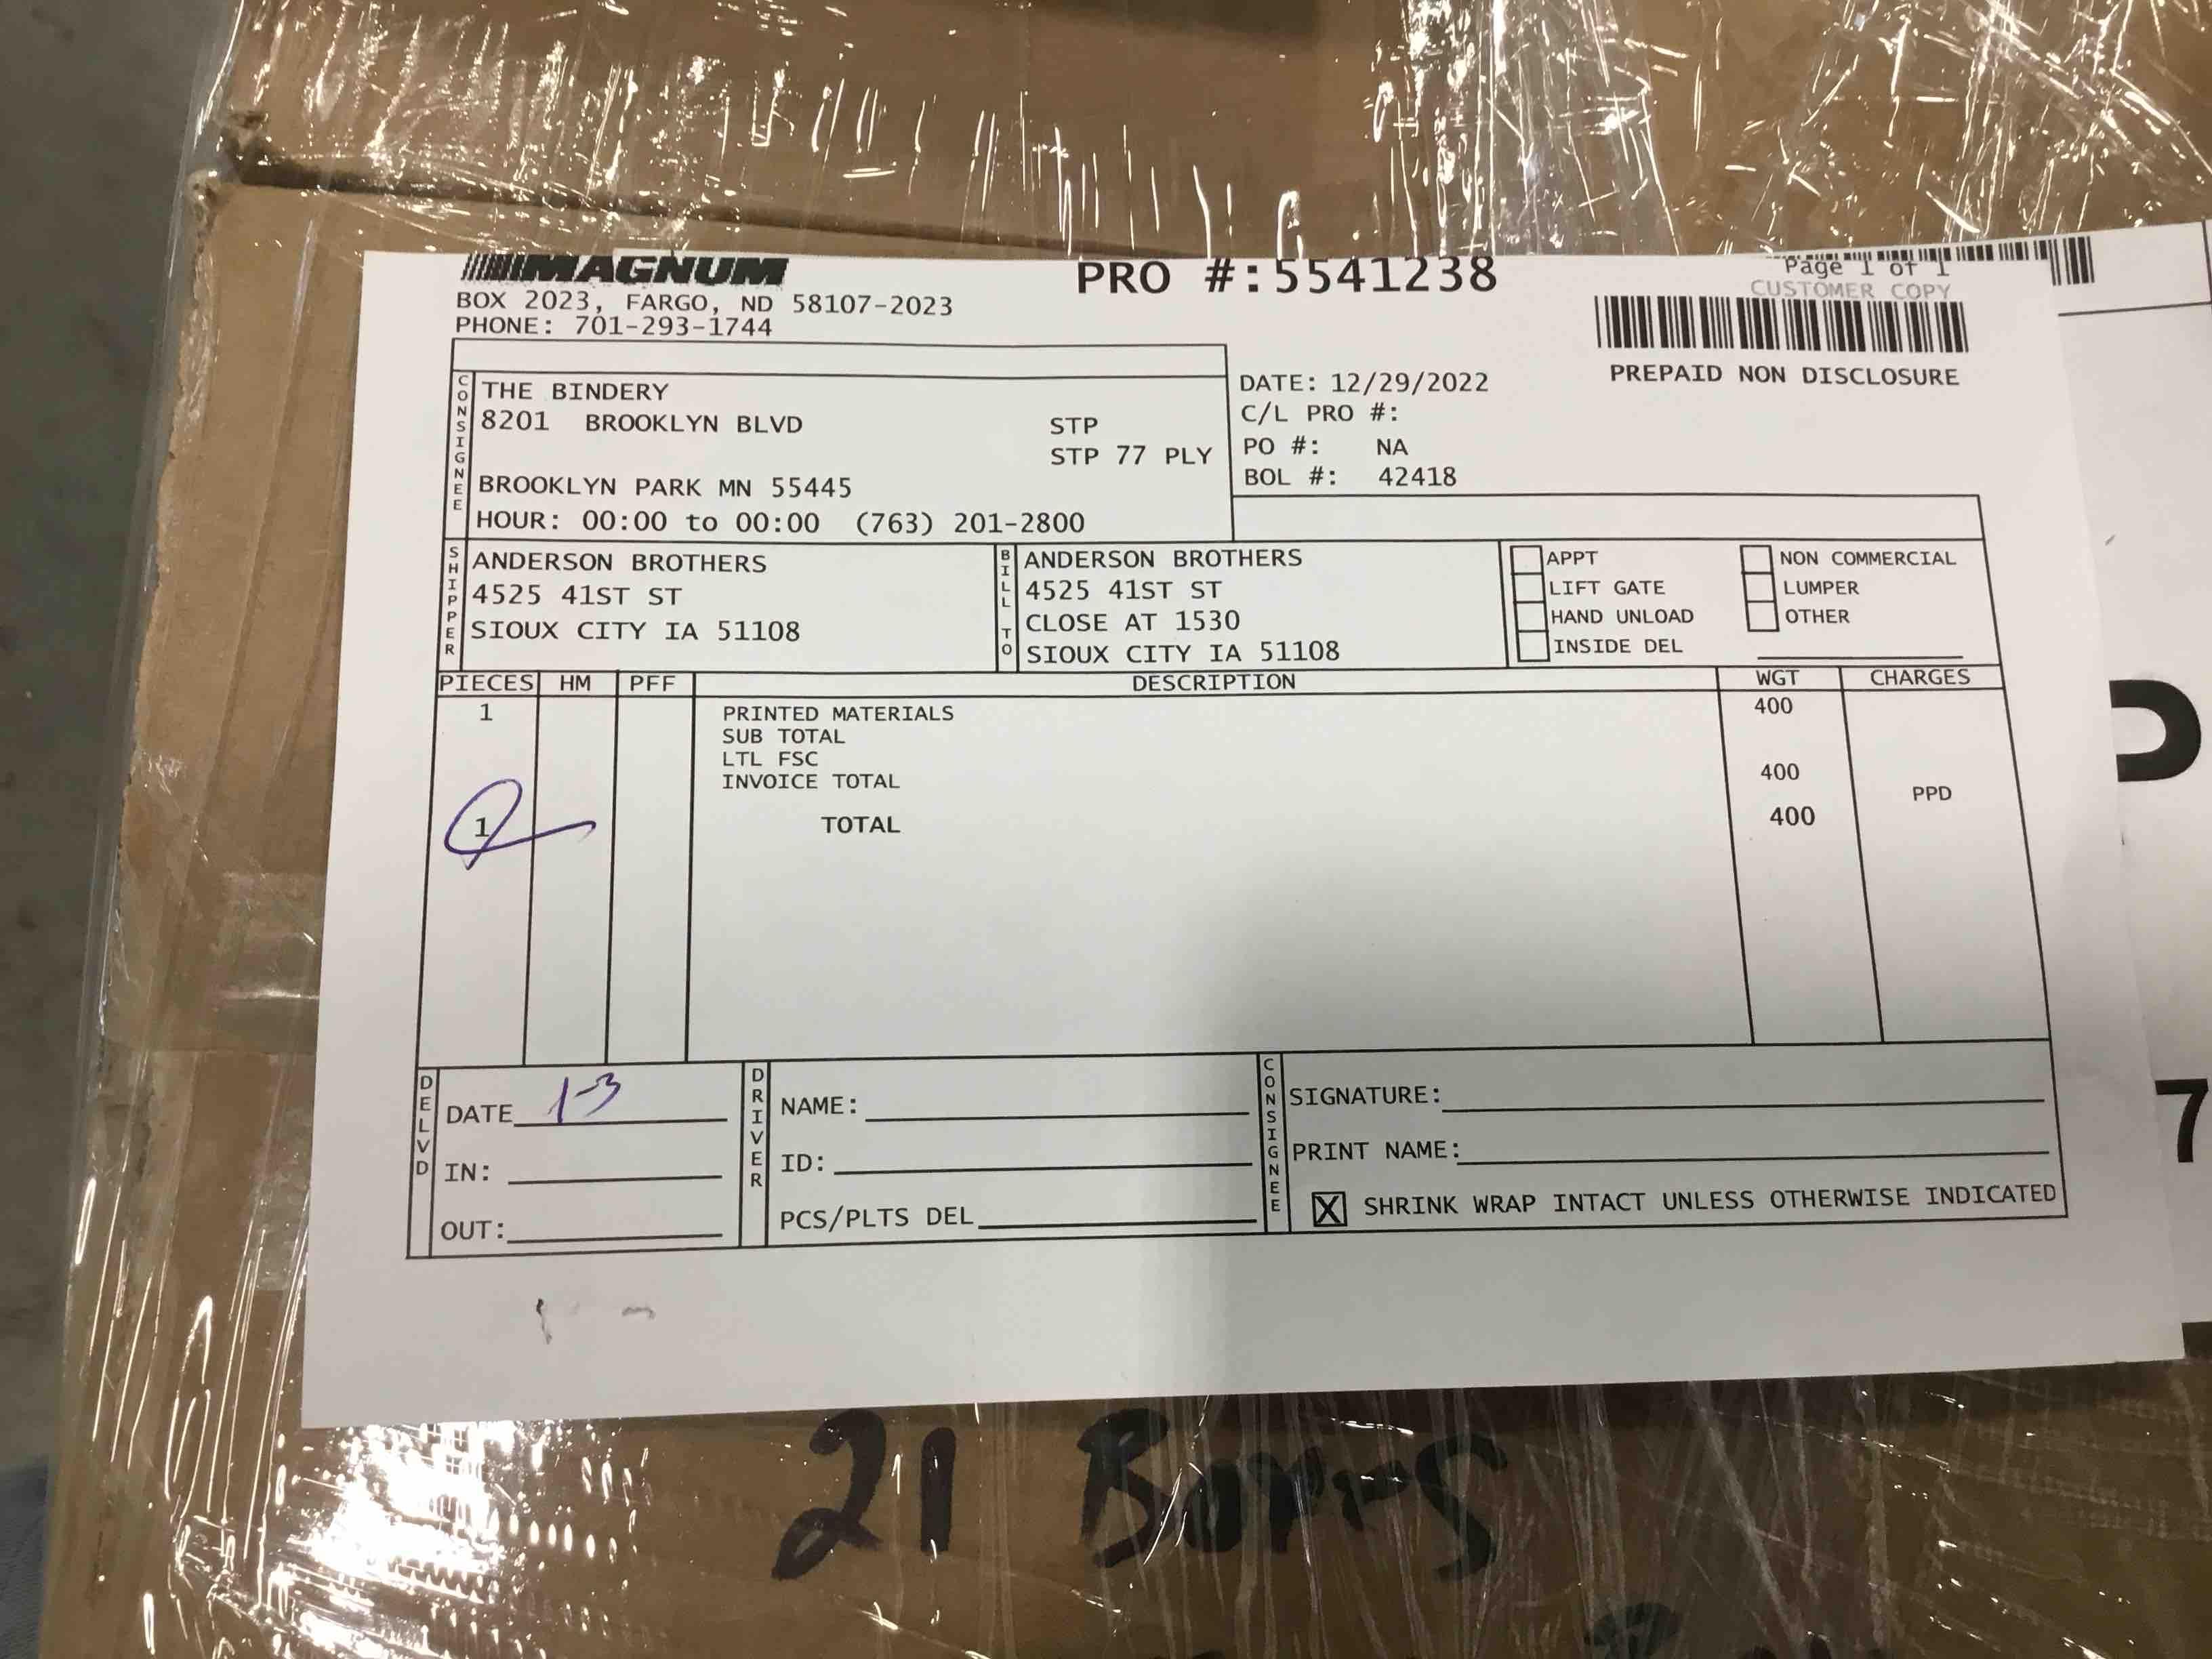 MAGNUM
PRO #:5541238
Page 1 of 1
CUSTOMER COPY
BOX 2023, FARGO, ND 58107-2023
PHONE: 701-293-1744
PREPAID NON DISCLOSURE
CONSIGNEE
THE BINDERY
8201 BROOKLYN BLVD STP
STP 77 PLY
BROOKLYN PARK MN 55445
HOUR: 00:00 to 00:00 (763) 201-2800
DATE: 12/29/2022
C/L PRO #:
PO #: NA
BOL #: 42418
SHIPPER
ANDERSON BROTHERS
4525 41ST ST
SIOUX CITY IA 51108
BILL TO
ANDERSON BROTHERS
4525 41ST ST
CLOSE AT 1530
SIOUX CITY IA 51108
APPT
LIFT GATE
HAND UNLOAD
INSIDE DEL
NON COMMERCIAL
LUMPER
OTHER
PIECES HM PFF DESCRIPTION WGT CHARGES
1 PRINTED MATERIALS 400
SUB TOTAL
LTL FSC
INVOICE TOTAL 400
PPD
1 TOTAL 400
DELVD
DATE 1-3
IN:
OUT:
DRIVER
NAME:
ID:
PCS/PLTS DEL
CONSIGNEE
SIGNATURE:
PRINT NAME:
X SHRINK WRAP INTACT UNLESS OTHERWISE INDICATED
7
21 Boxes